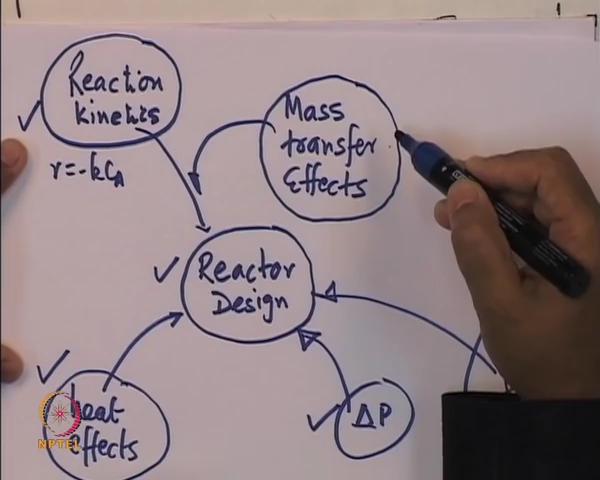 Reaction
kinetics
r=-kCA
Mass
transfer
Effects
Reactor
Design
heat
effects
ΔP
NPTEL